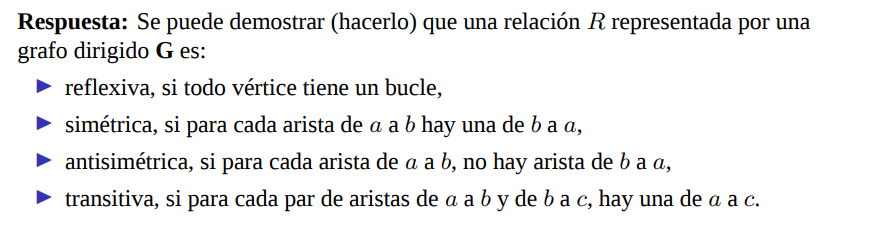 Respuesta: Se puede demostrar (hacerlo) que una relación R representada por una
grafo dirigido G es:
▶ reflexiva, si todo vértice tiene un bucle,
▶ simétrica, si para cada arista de a a b hay una de b a a,
▶ antisimétrica, si para cada arista de a a b, no hay arista de b a a,
▶ transitiva, si para cada par de aristas de a a b y de b a c, hay una de a a c.